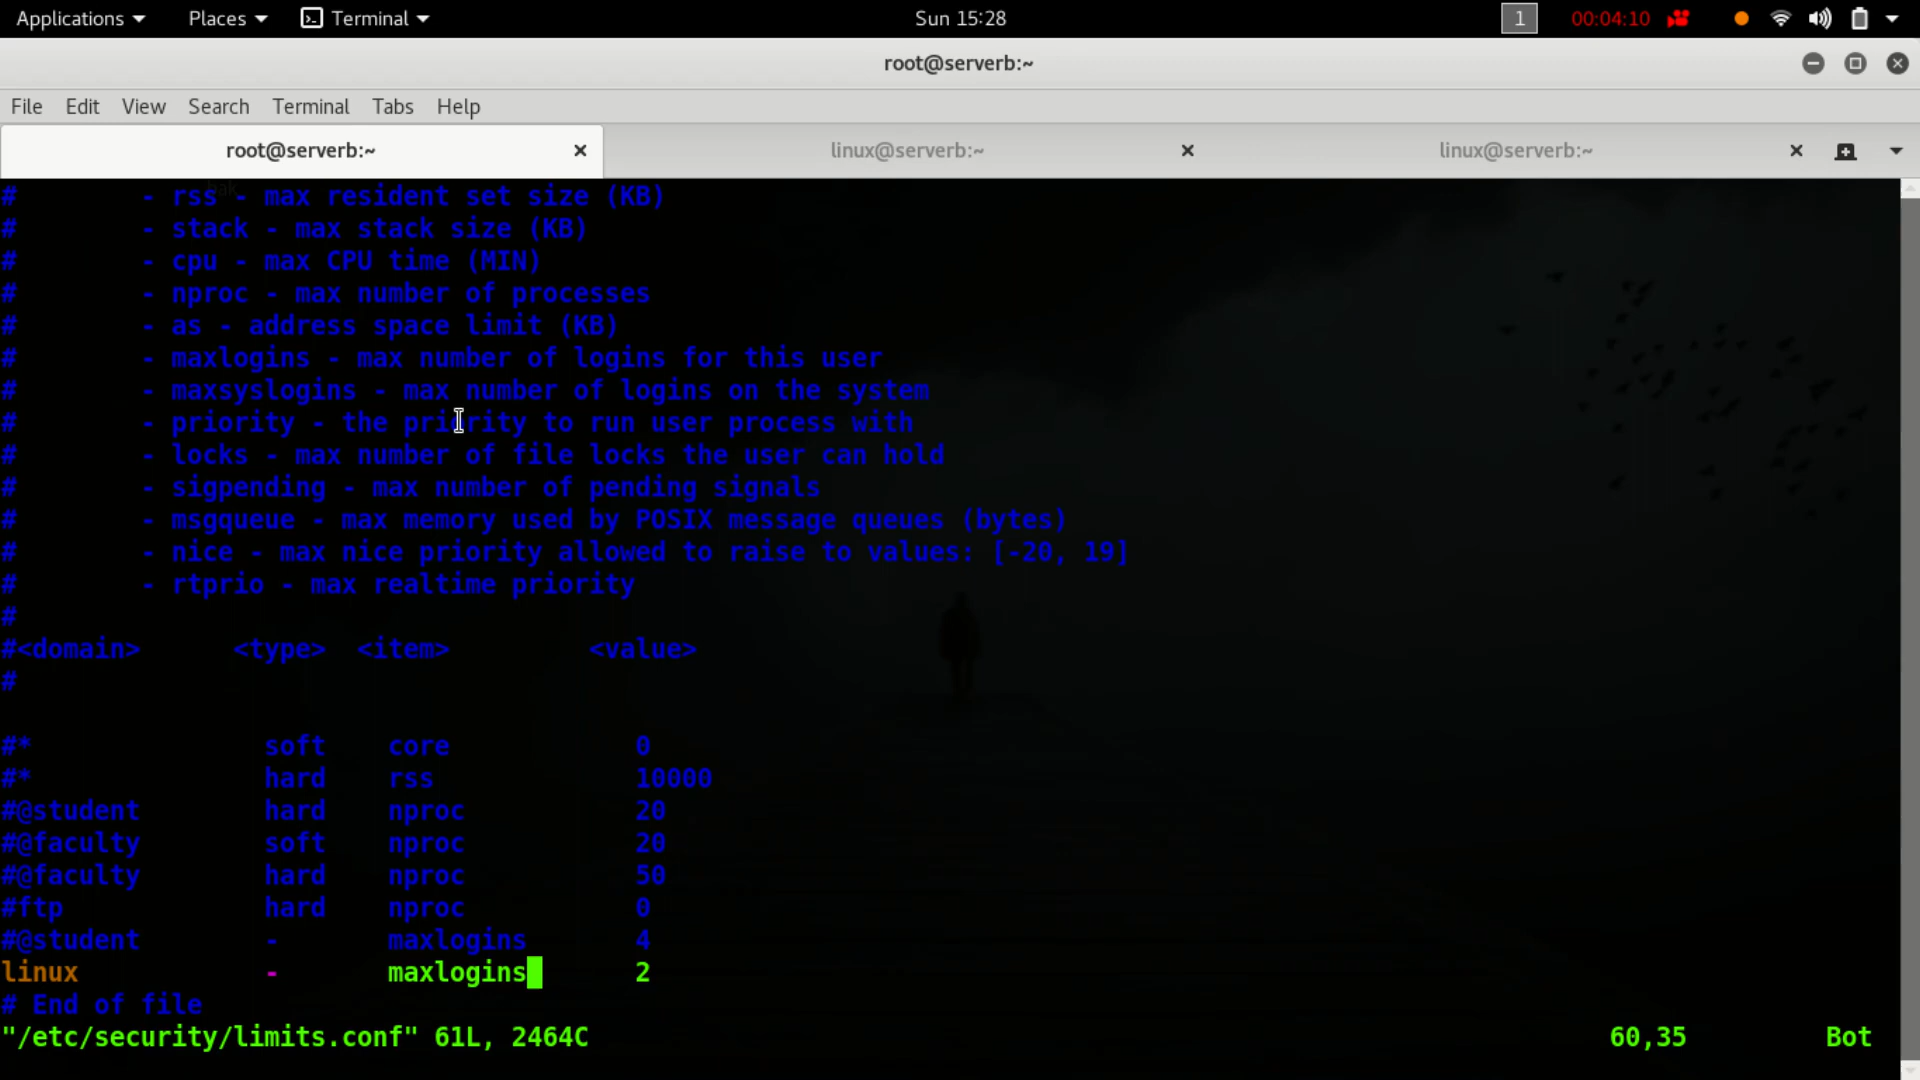 Applications Places Terminal Sun 15:28 1 00:04:10
root@serverb:~
File Edit View Search Terminal Tabs Help
root@serverb:~ linux@serverb:~ linux@serverb:~
# - rss - max resident set size (KB)
# - stack - max stack size (KB)
# - cpu - max CPU time (MIN)
# - nproc - max number of processes
# - as - address space limit (KB)
# - maxlogins - max number of logins for this user
# - maxsyslogins - max number of logins on the system
# - priority - the priority to run user process with
# - locks - max number of file locks the user can hold
# - sigpending - max number of pending signals
# - msgqueue - max memory used by POSIX message queues (bytes)
# - nice - max nice priority allowed to raise to values: [-20, 19]
# - rtprio - max realtime priority
#
#<domain> <type> <item> <value>
#
#* soft core 0
#* hard rss 10000
#@student hard nproc 20
#@faculty soft nproc 20
#@faculty hard nproc 50
#ftp hard nproc 0
#@student - maxlogins 4
linux - maxlogins 2
# End of file
"/etc/security/limits.conf" 61L, 2464C 60,35 Bot